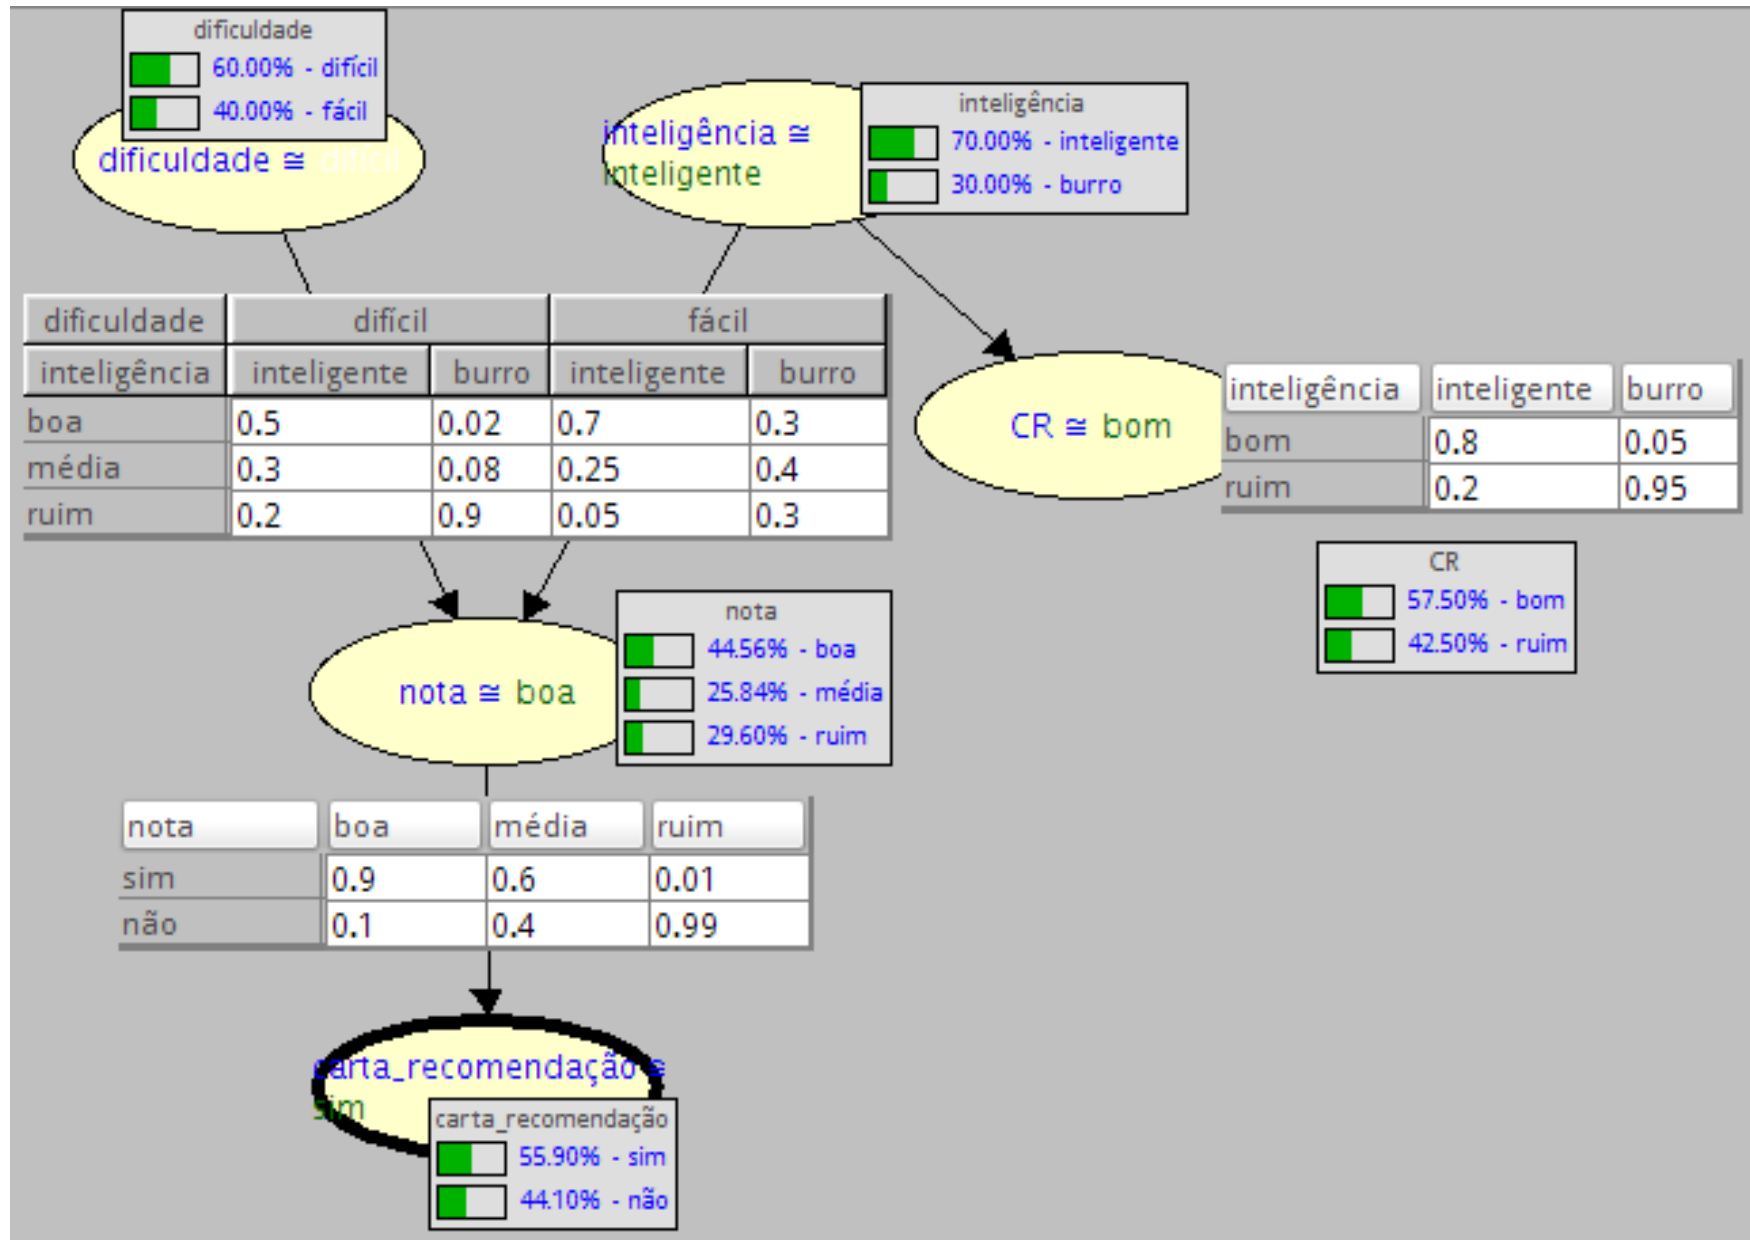 dificuldade
60.00% - difícil
40.00% - fácil
dificuldade ≅ difícil
inteligência ≅
inteligente
inteligência
70.00% - inteligente
30.00% - burro
dificuldade difícil fácil
inteligência inteligente burro inteligente burro
boa 0.5 0.02 0.7 0.3
média 0.3 0.08 0.25 0.4
ruim 0.2 0.9 0.05 0.3
CR ≅ bom
inteligência inteligente burro
bom 0.8 0.05
ruim 0.2 0.95
CR
57.50% - bom
42.50% - ruim
nota ≅ boa
nota
44.56% - boa
25.84% - média
29.60% - ruim
nota boa média ruim
sim 0.9 0.6 0.01
não 0.1 0.4 0.99
carta_recomendação ≅
sim
carta_recomendação
55.90% - sim
44.10% - não